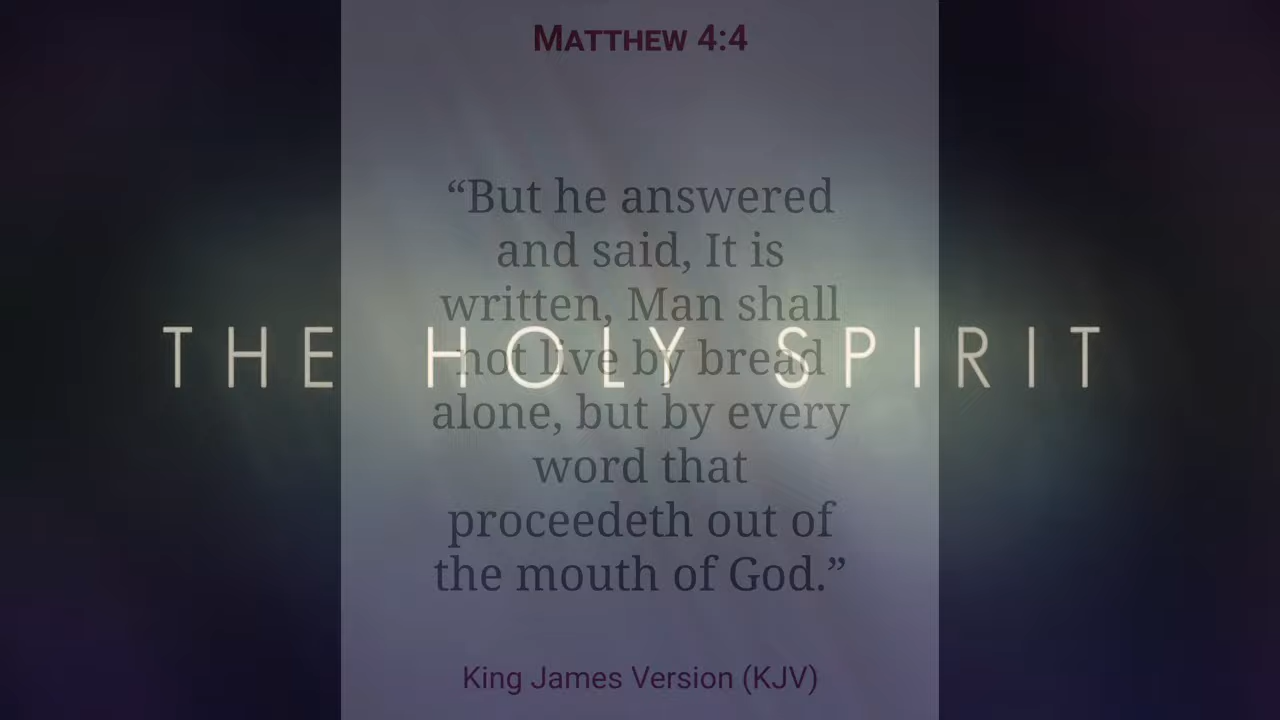 MATTHEW 4:4
“But he answered
and said, It is
written, Man shall
THE HOLY SPIRIT
not live by bread
alone, but by every
word that
proceedeth out of
the mouth of God.”
King James Version (KJV)